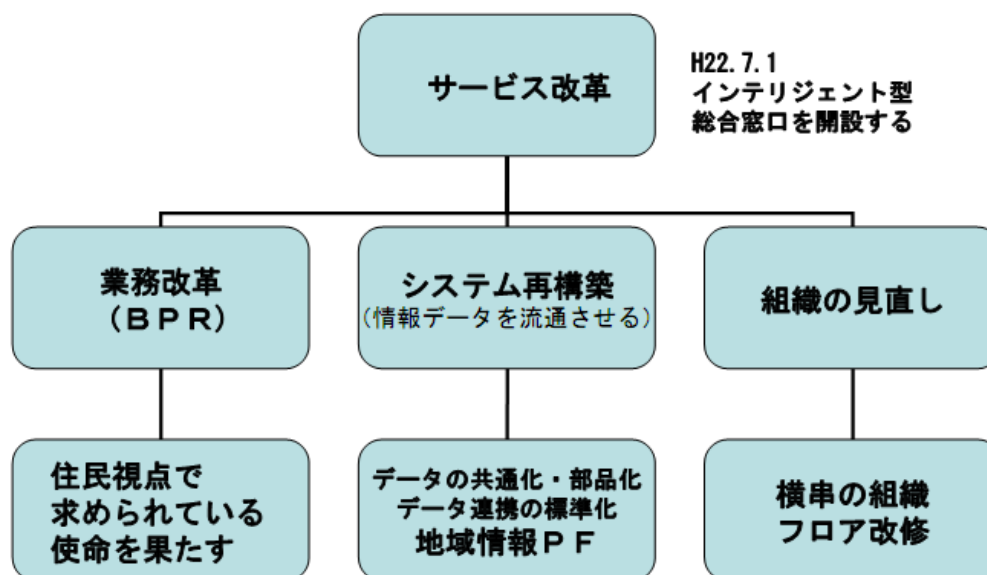 サービス改革
H22.7.1
インテリジェント型
総合窓口を開設する
業務改革
（ＢＰＲ）
システム再構築
（情報データを流通させる）
組織の見直し
住民視点で
求められている
使命を果たす
データの共通化・部品化
データ連携の標準化
地域情報ＰＦ
横串の組織
フロア改修